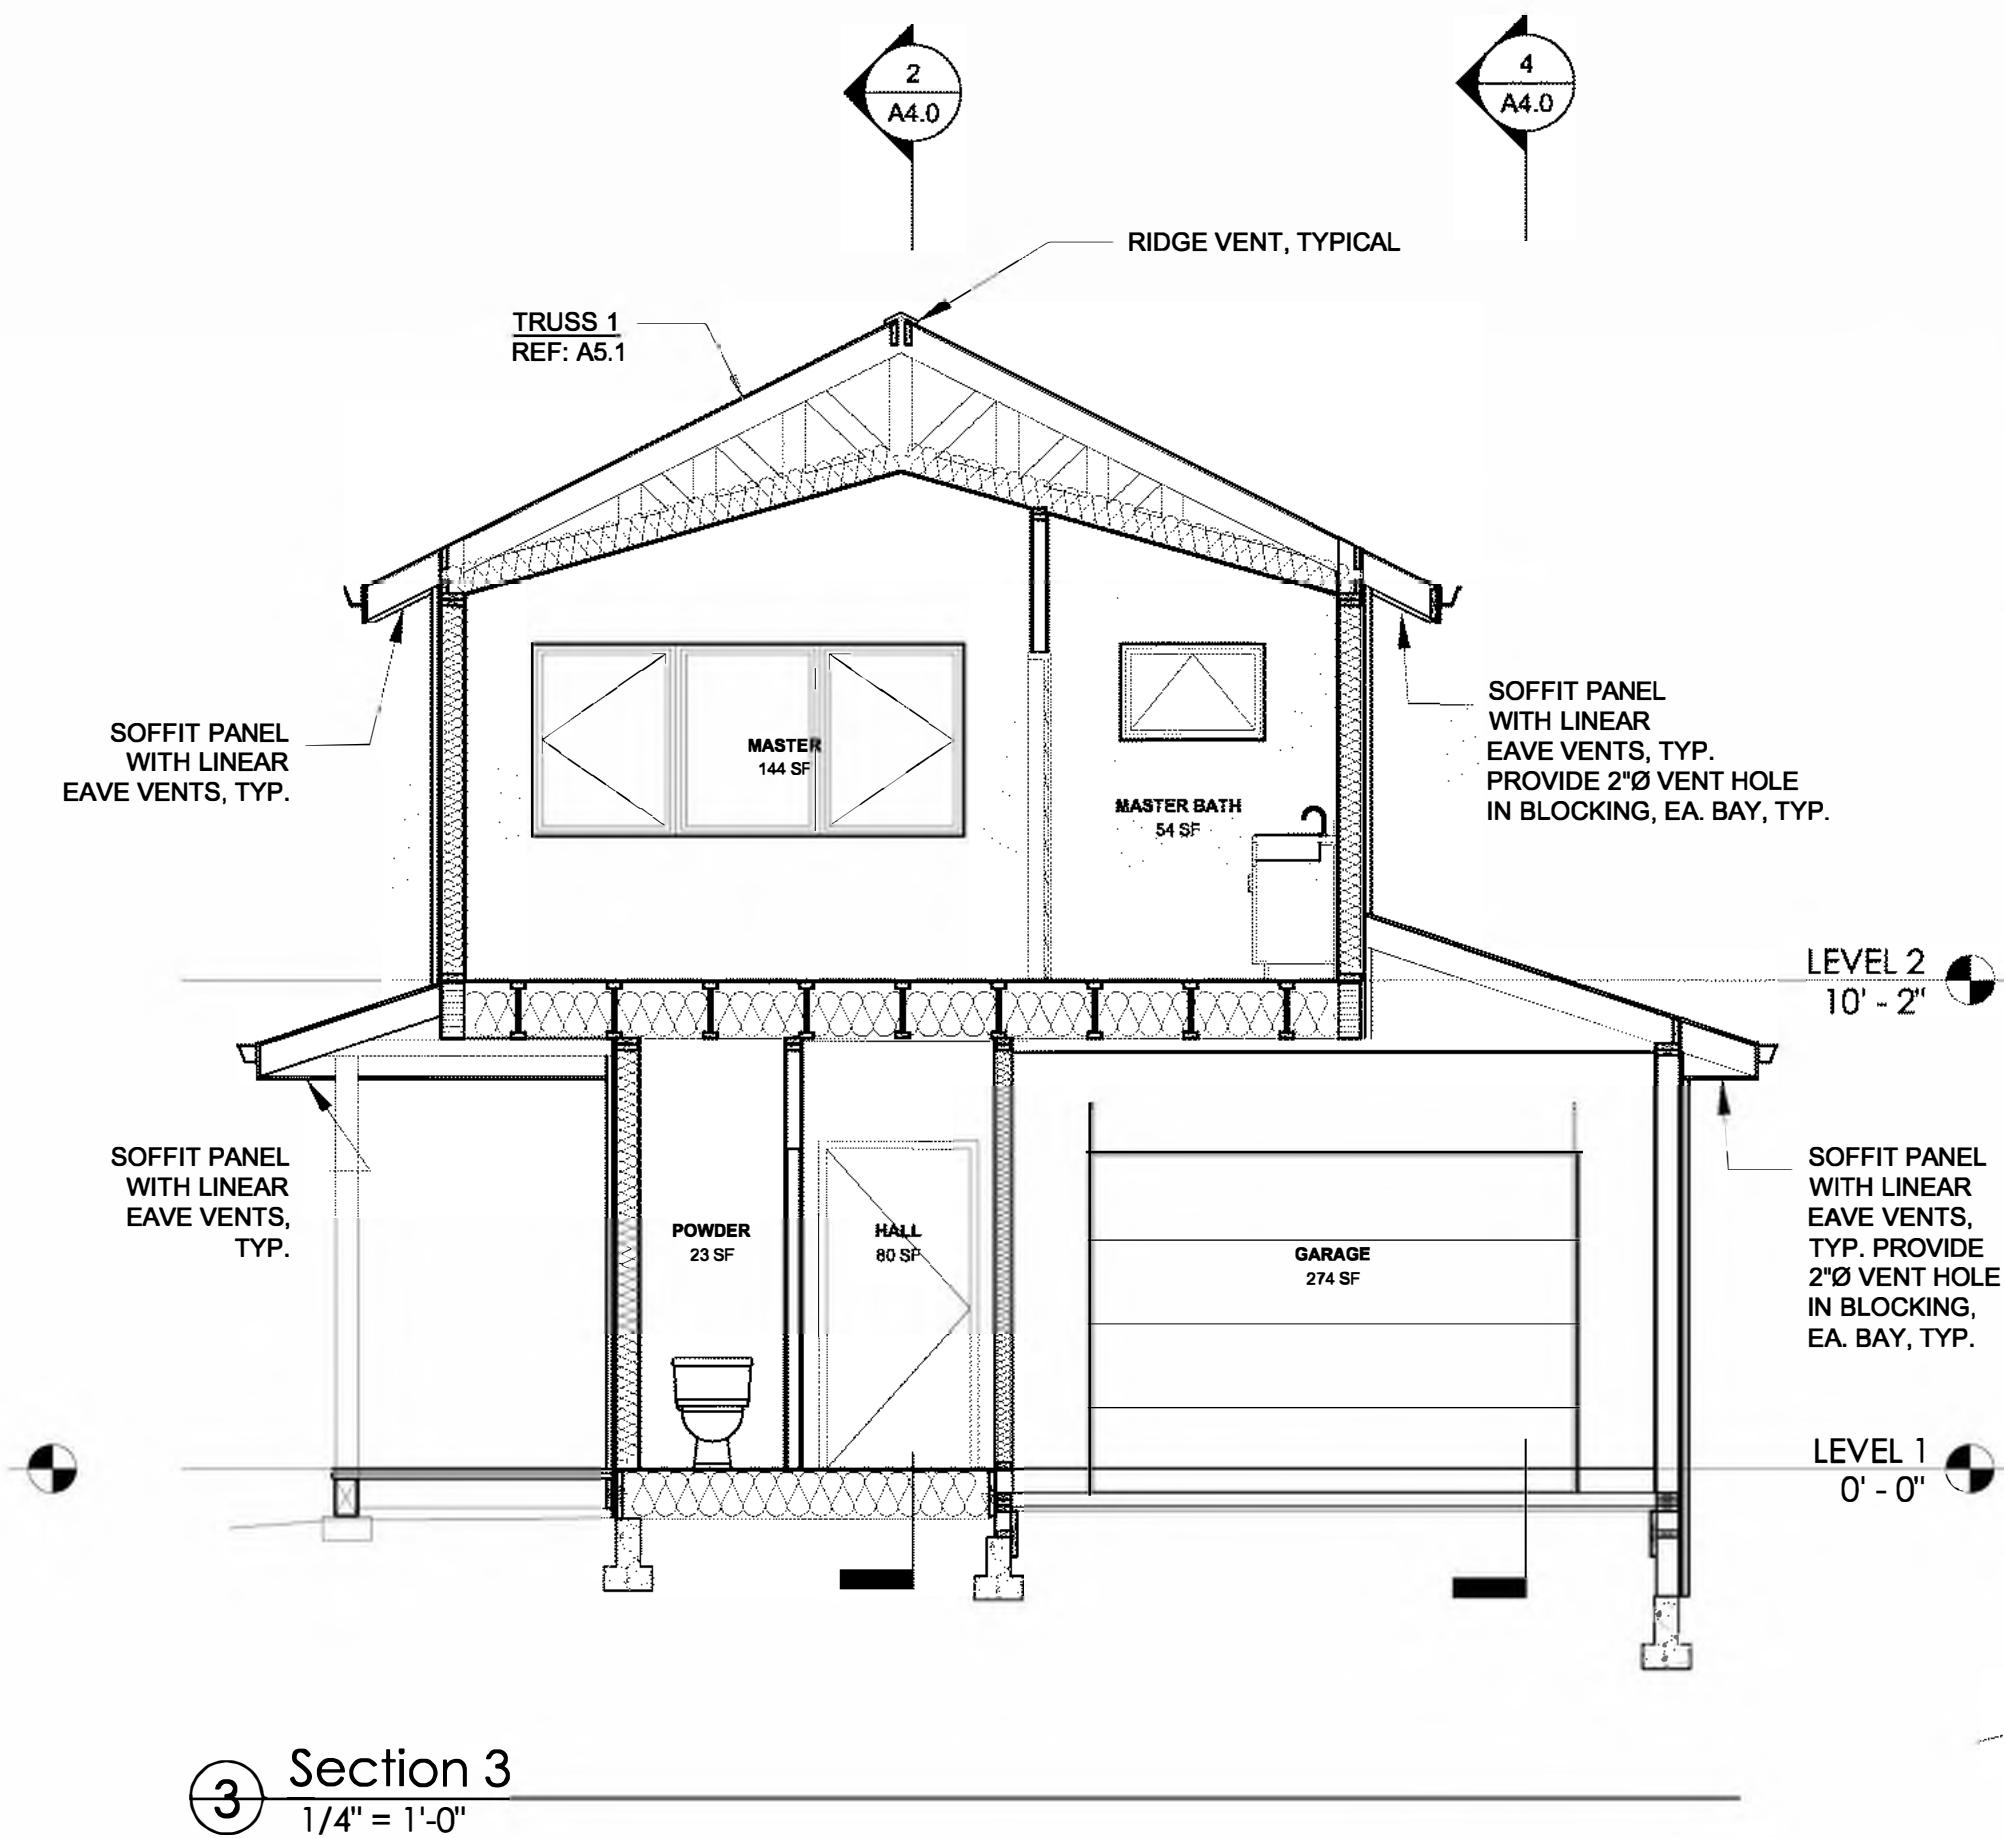 2
A4.0
4
A4.0
RIDGE VENT, TYPICAL
TRUSS 1
REF: A5.1
SOFFIT PANEL
WITH LINEAR
EAVE VENTS, TYP.
MASTER
144 SF
MASTER BATH
54 SF
SOFFIT PANEL
WITH LINEAR
EAVE VENTS, TYP.
PROVIDE 2"Ø VENT HOLE
IN BLOCKING, EA. BAY, TYP.
LEVEL 2
10' - 2"
SOFFIT PANEL
WITH LINEAR
EAVE VENTS,
TYP.
POWDER
23 SF
HALL
80 SF
GARAGE
274 SF
SOFFIT PANEL
WITH LINEAR
EAVE VENTS,
TYP. PROVIDE
2"Ø VENT HOLE
IN BLOCKING,
EA. BAY, TYP.
LEVEL 1
0' - 0"
3
Section 3
1/4" = 1'-0"